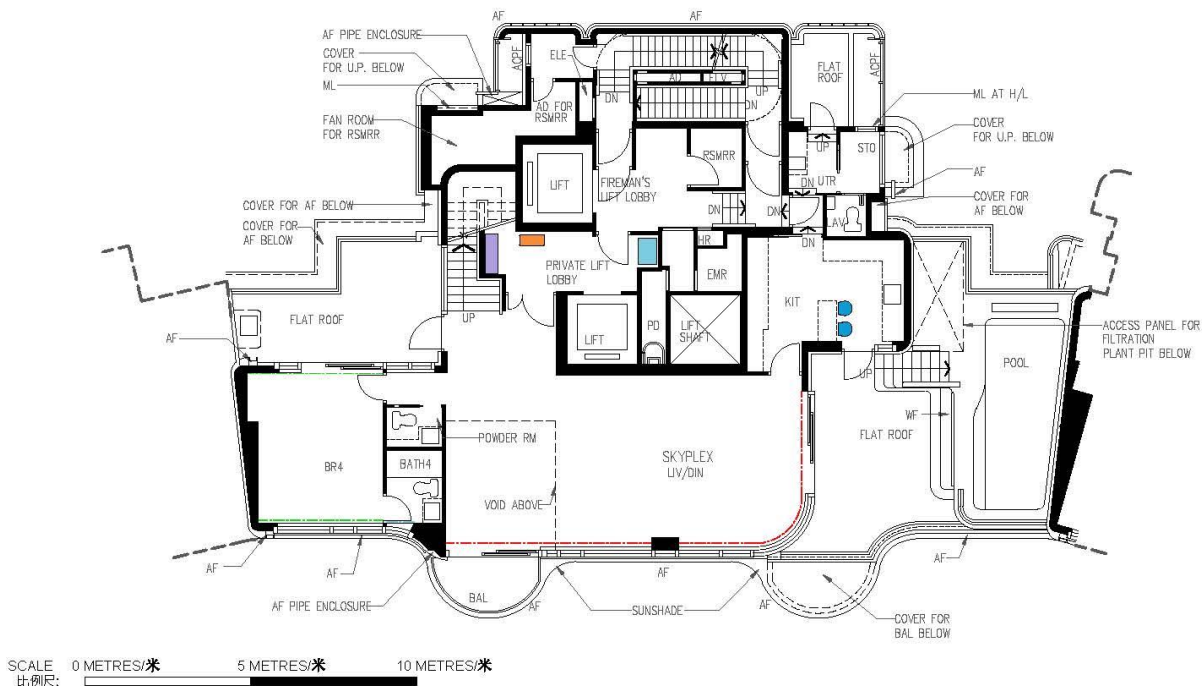 AF
AF
AF PIPE ENCLOSURE
COVER
FOR U.P. BELOW
ML
FAN ROOM
FOR RSMRR
ACPF
ELE
AD FOR
RSMRR
AD
ELV
UP
DN
DN
FLAT
ROOF
ACPF
ML AT H/L
COVER
FOR U.P. BELOW
AF
COVER FOR
AF BELOW
UP
STO
UTR
DN
LAV
DN
LIFT
FIREMAN'S
LIFT LOBBY
RSMRR
DN
DN
COVER FOR AF BELOW
COVER FOR
AF BELOW
HR
EMR
PRIVATE LIFT
LOBBY
KIT
FLAT ROOF
UP
AF
LIFT
PD
LIFT
SHAFT
ACCESS PANEL FOR
FILTRATION
PLANT PIT BELOW
POOL
UP
WF
FLAT ROOF
POWDER RM
BR4
BATH4
SKYPLEX
LIV/DIN
VOID ABOVE
AF
AF
AF PIPE ENCLOSURE
BAL
AF
AF
SUNSHADE
AF
AF
COVER FOR
BAL BELOW
SCALE 0 METRES/米 5 METRES/米 10 METRES/米
比例尺: